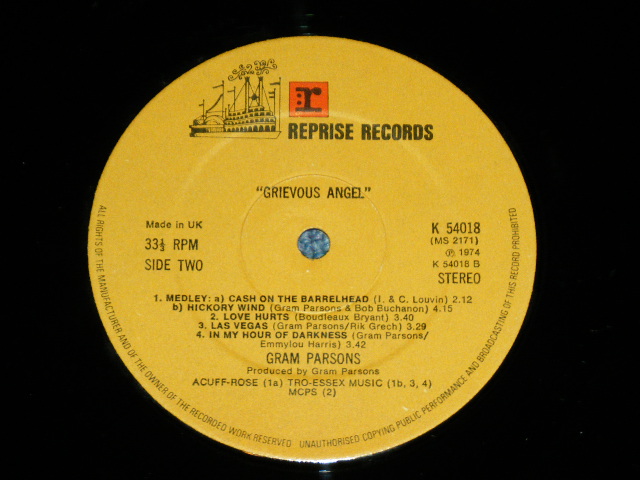 r
REPRISE RECORDS
"GRIEVOUS ANGEL"
Made in UK
33⅓ RPM
SIDE TWO
K 54018
(MS 2171)
℗ 1974
K 54018 B
STEREO
1. MEDLEY: a) CASH ON THE BARRELHEAD (I. & C. Louvin) 2.12
b) HICKORY WIND (Gram Parsons & Bob Buchanon) 4.15
2. LOVE HURTS (Boudleaux Bryant) 3.40
3. LAS VEGAS (Gram Parsons/Rik Grech) 3.29
4. IN MY HOUR OF DARKNESS (Gram Parsons/
Emmylou Harris) 3.42
GRAM PARSONS
Produced by Gram Parsons
ACUFF-ROSE (1a) TRO-ESSEX MUSIC (1b, 3, 4)
MCPS (2)
ALL RIGHTS OF THE MANUFACTURER AND OF THE OWNER OF THE RECORDED WORK RESERVED UNAUTHORISED COPYING PUBLIC PERFORMANCE AND BROADCASTING OF THIS RECORD PROHIBITED